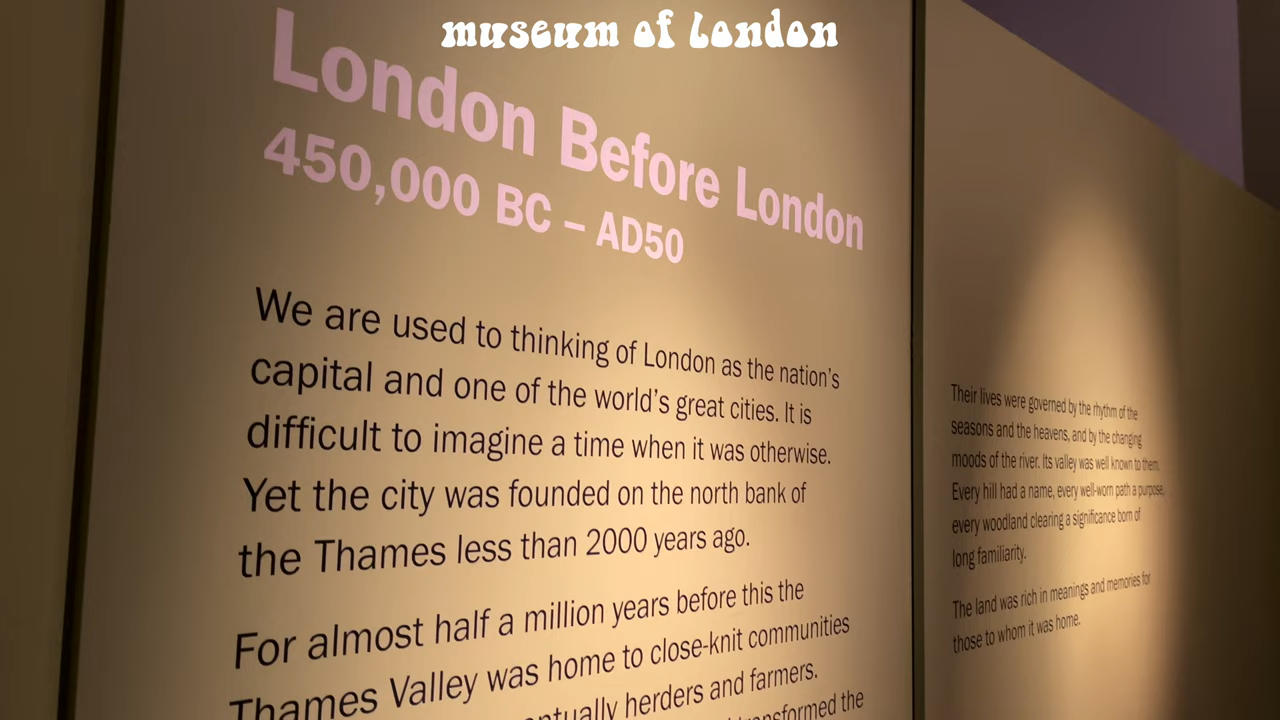 museum of London
London Before London
450,000 BC – AD50
We are used to thinking of London as the nation's
capital and one of the world's great cities. It is
difficult to imagine a time when it was otherwise.
Yet the city was founded on the north bank of
the Thames less than 2000 years ago.
For almost half a million years before this the
Thames Valley was home to close-knit communities
herders and farmers.
the
Their lives were governed by the rhythm of the
seasons and the heavens, and by the changing
moods of the river. Its valley was well known to them.
Every hill had a name, every well-worn path a purpose,
every woodland clearing a significance born of
long familiarity.
The land was rich in meanings and memories for
those to whom it was home.